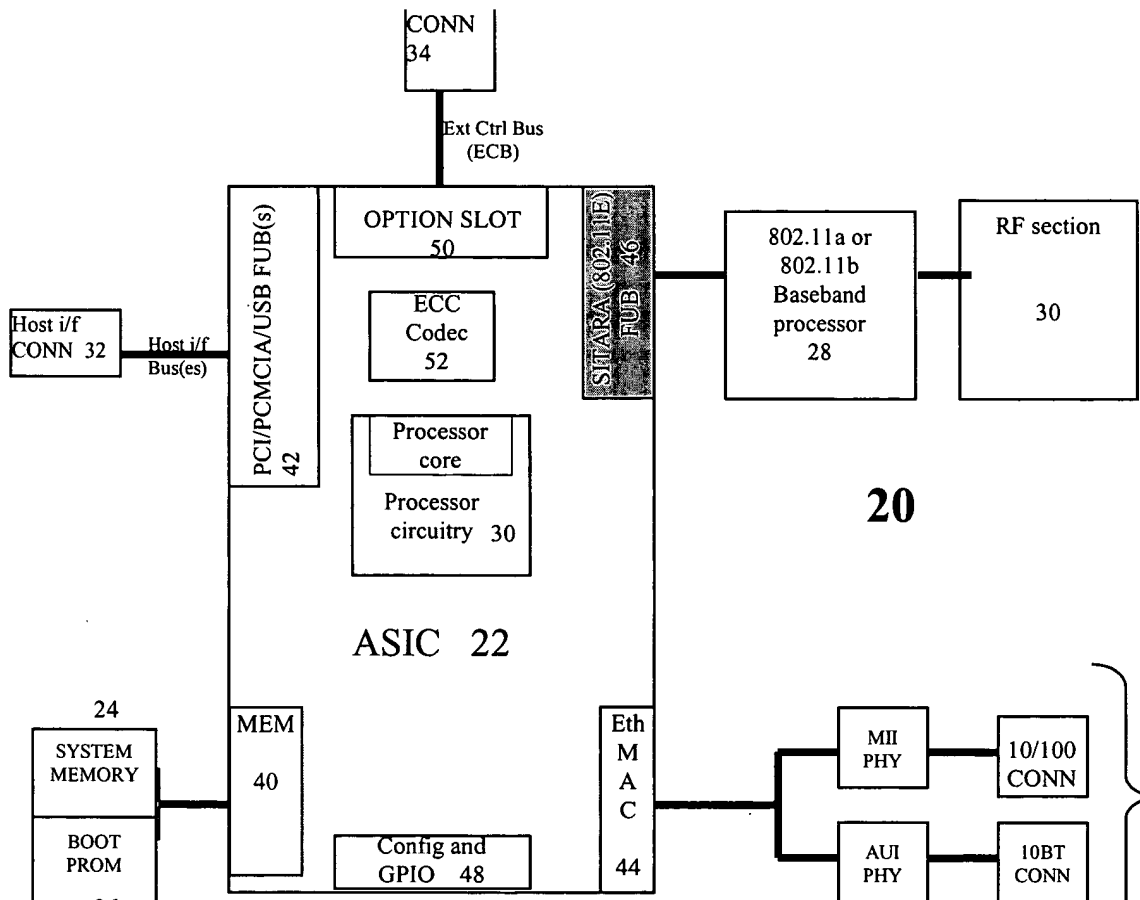 CONN
34
Ext Ctrl Bus
(ECB)
OPTION SLOT
50
PCI/PCMCIA/USB FUB(s)
42
SITARA (802.11E)
FUB 46
802.11a or
802.11b
Baseband
processor
28
RF section
30
ECC
Codec
52
Host i/f
CONN 32
Host i/f
Bus(es)
Processor
core
Processor
circuitry 30
20
ASIC 22
24
SYSTEM
MEMORY
BOOT
PROM
MEM
40
Config and
GPIO 48
Eth
M
A
C
44
MII
PHY
10/100
CONN
AUI
PHY
10BT
CONN